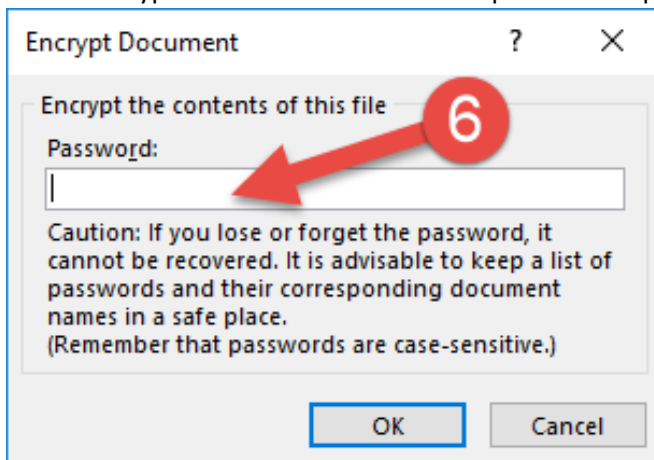 Encrypt Document ? ×
Encrypt the contents of this file
6
Password:
Caution: If you lose or forget the password, it
cannot be recovered. It is advisable to keep a list of
passwords and their corresponding document
names in a safe place.
(Remember that passwords are case-sensitive.)
OK Cancel